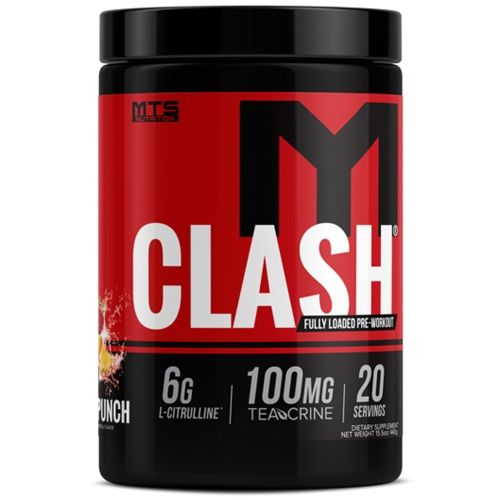 MTS
NUTRITION
M
CLASH®
FULLY LOADED PRE-WORKOUT
6G
L-CITRULLINE*
100MG
TEACRINE
20
SERVINGS
PUNCH
DIETARY SUPPLEMENT
NET WEIGHT 15.5oz (440g)